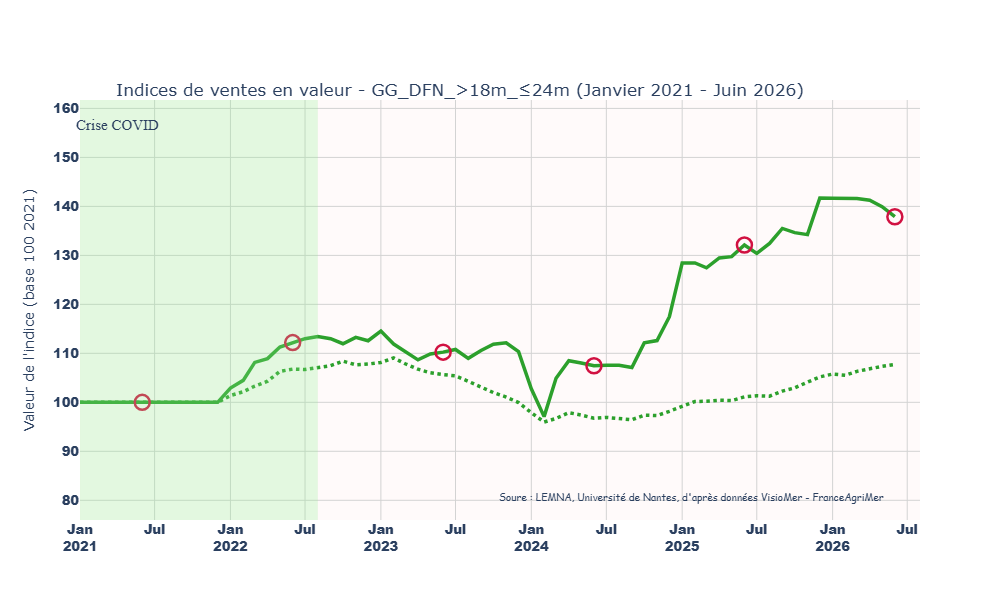 Indices de ventes en valeur - GG_DFN_>18m_≤24m (Janvier 2021 - Juin 2026)
Valeur de l'indice (base 100 2021)
160
150
140
130
120
110
100
90
80
Crise COVID
Soure : LEMNA, Université de Nantes, d'après données VisioMer - FranceAgriMer
Jan Jul Jan Jul Jan Jul Jan Jul Jan Jul Jan Jul
2021 2022 2023 2024 2025 2026